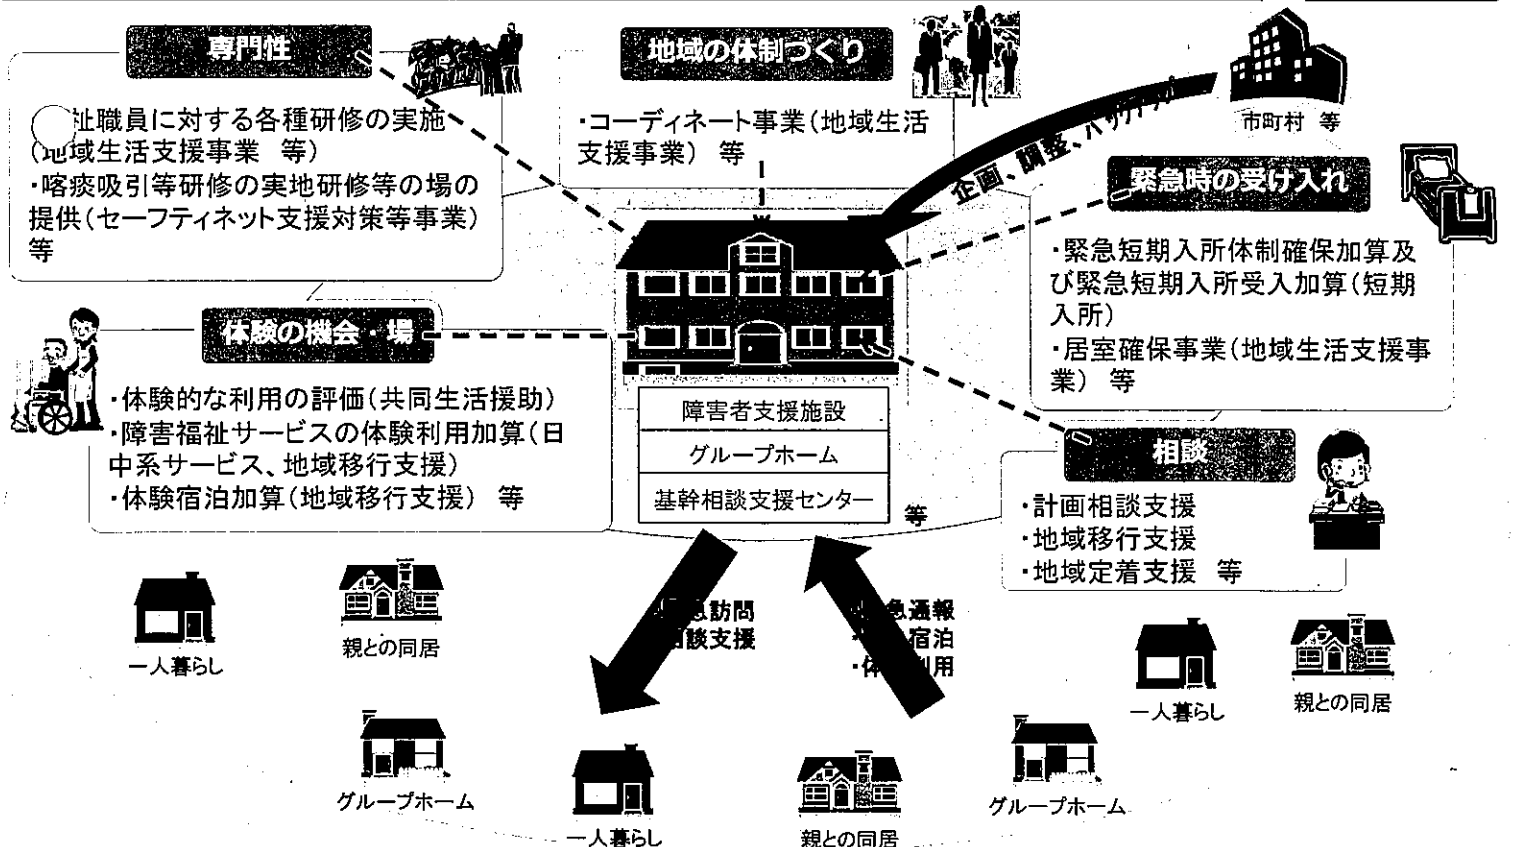 専門性
祉職員に対する各種研修の実施
(地域生活支援事業 等)
・喀痰吸引等研修の実地研修等の場の
提供(セーフティネット支援対策等事業)
等
地域の体制づくり
・コーディネート事業(地域生活
支援事業) 等
企画、調整、バックアップ
市町村 等
緊急時の受け入れ
・緊急短期入所体制確保加算及
び緊急短期入所受入加算(短期
入所)
・居室確保事業(地域生活支援事
業) 等
体験の機会・場
・体験的な利用の評価(共同生活援助)
・障害福祉サービスの体験利用加算(日
中系サービス、地域移行支援)
・体験宿泊加算(地域移行支援) 等
障害者支援施設
グループホーム
基幹相談支援センター
等
相談
・計画相談支援
・地域移行支援
・地域定着支援 等
急訪問
談支援
急通報
宿泊
・体 利用
一人暮らし
親との同居
グループホーム
一人暮らし
親との同居
グループホーム
一人暮らし
親との同居